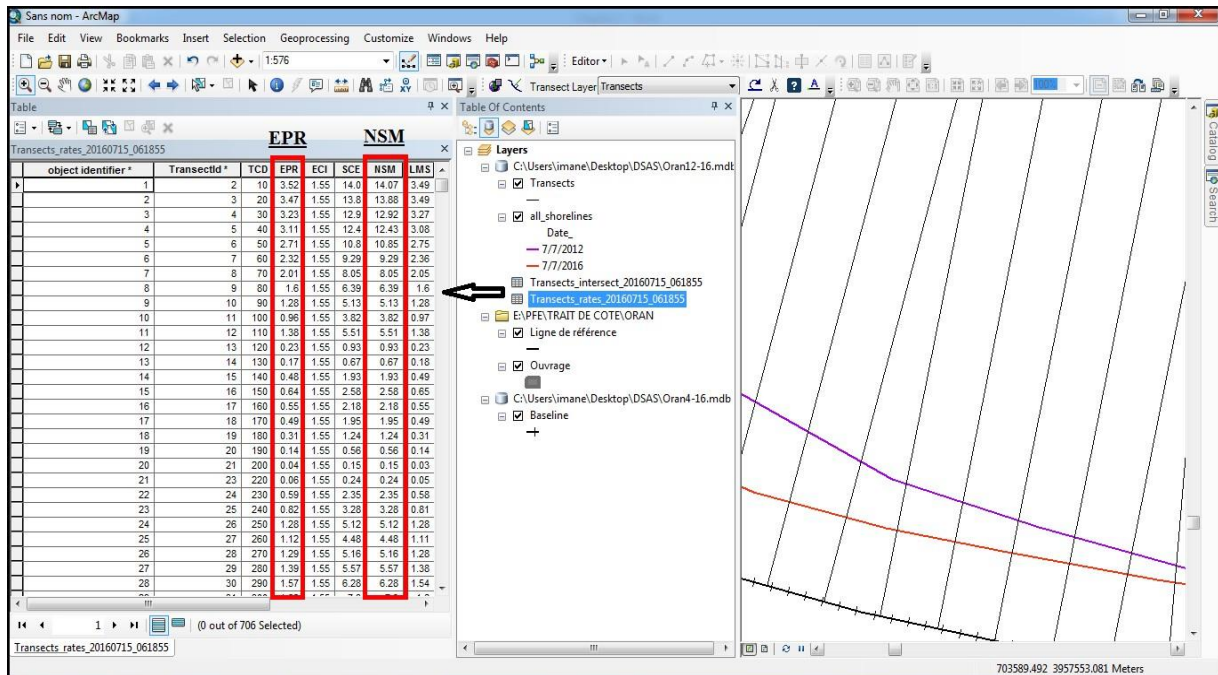 Sans nom - ArcMap
File Edit View Bookmarks Insert Selection Geoprocessing Customize Windows Help
1:576
Editor
Transect Layer Transects
100%
Table
Table Of Contents
EPR NSM
Transects_rates_20160715_061855
object identifier * TransectId * TCD EPR ECI SCE NSM LMS
1 2 10 3.52 1.55 14.0 14.07 3.49
2 3 20 3.47 1.55 13.8 13.88 3.49
3 4 30 3.23 1.55 12.9 12.92 3.27
4 5 40 3.11 1.55 12.4 12.43 3.08
5 6 50 2.71 1.55 10.8 10.85 2.75
6 7 60 2.32 1.55 9.29 9.29 2.36
7 8 70 2.01 1.55 8.05 8.05 2.05
8 9 80 1.6 1.55 6.39 6.39 1.6
9 10 90 1.28 1.55 5.13 5.13 1.28
10 11 100 0.96 1.55 3.82 3.82 0.97
11 12 110 1.38 1.55 5.51 5.51 1.38
12 13 120 0.23 1.55 0.93 0.93 0.23
13 14 130 0.17 1.55 0.67 0.67 0.18
14 15 140 0.48 1.55 1.93 1.93 0.49
15 16 150 0.64 1.55 2.58 2.58 0.65
16 17 160 0.55 1.55 2.18 2.18 0.55
17 18 170 0.49 1.55 1.95 1.95 0.49
18 19 180 0.31 1.55 1.24 1.24 0.31
19 20 190 0.14 1.55 0.56 0.56 0.14
20 21 200 0.04 1.55 0.15 0.15 0.03
21 23 220 0.06 1.55 0.24 0.24 0.05
22 24 230 0.59 1.55 2.35 2.35 0.58
23 25 240 0.82 1.55 3.28 3.28 0.81
24 26 250 1.28 1.55 5.12 5.12 1.28
25 27 260 1.12 1.55 4.48 4.48 1.11
26 28 270 1.29 1.55 5.16 5.16 1.28
27 29 280 1.39 1.55 5.57 5.57 1.38
28 30 290 1.57 1.55 6.28 6.28 1.54
1 (0 out of 706 Selected)
Transects_rates_20160715_061855
Layers
C:\Users\imane\Desktop\DSAS\Oran12-16.mdb
Transects
all_shorelines
Date_
7/7/2012
7/7/2016
Transects_intersect_20160715_061855
Transects_rates_20160715_061855
E:\PFE\TRAIT DE COTE\ORAN
Ligne de référence
Ouvrage
C:\Users\imane\Desktop\DSAS\Oran4-16.mdb
Baseline
Catalog
Search
703589.492 3957553.081 Meters